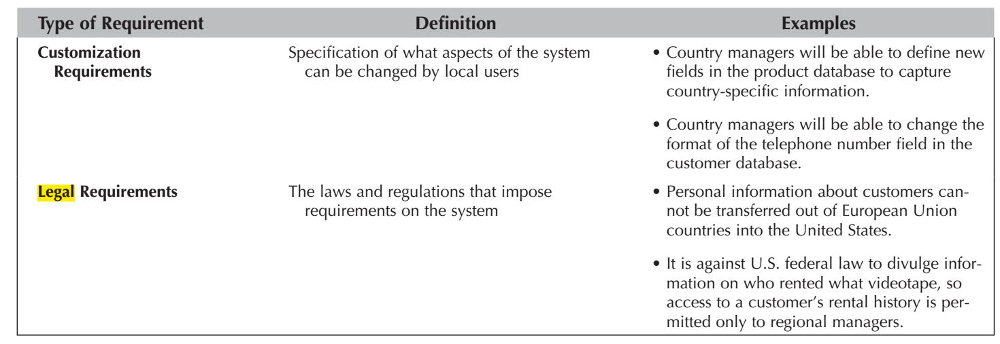 Type of Requirement Definition Examples
Customization
Requirements
Specification of what aspects of the system
can be changed by local users
• Country managers will be able to define new
fields in the product database to capture
country-specific information.
• Country managers will be able to change the
format of the telephone number field in the
customer database.
Legal Requirements
The laws and regulations that impose
requirements on the system
• Personal information about customers can-
not be transferred out of European Union
countries into the United States.
• It is against U.S. federal law to divulge infor-
mation on who rented what videotape, so
access to a customer's rental history is per-
mitted only to regional managers.